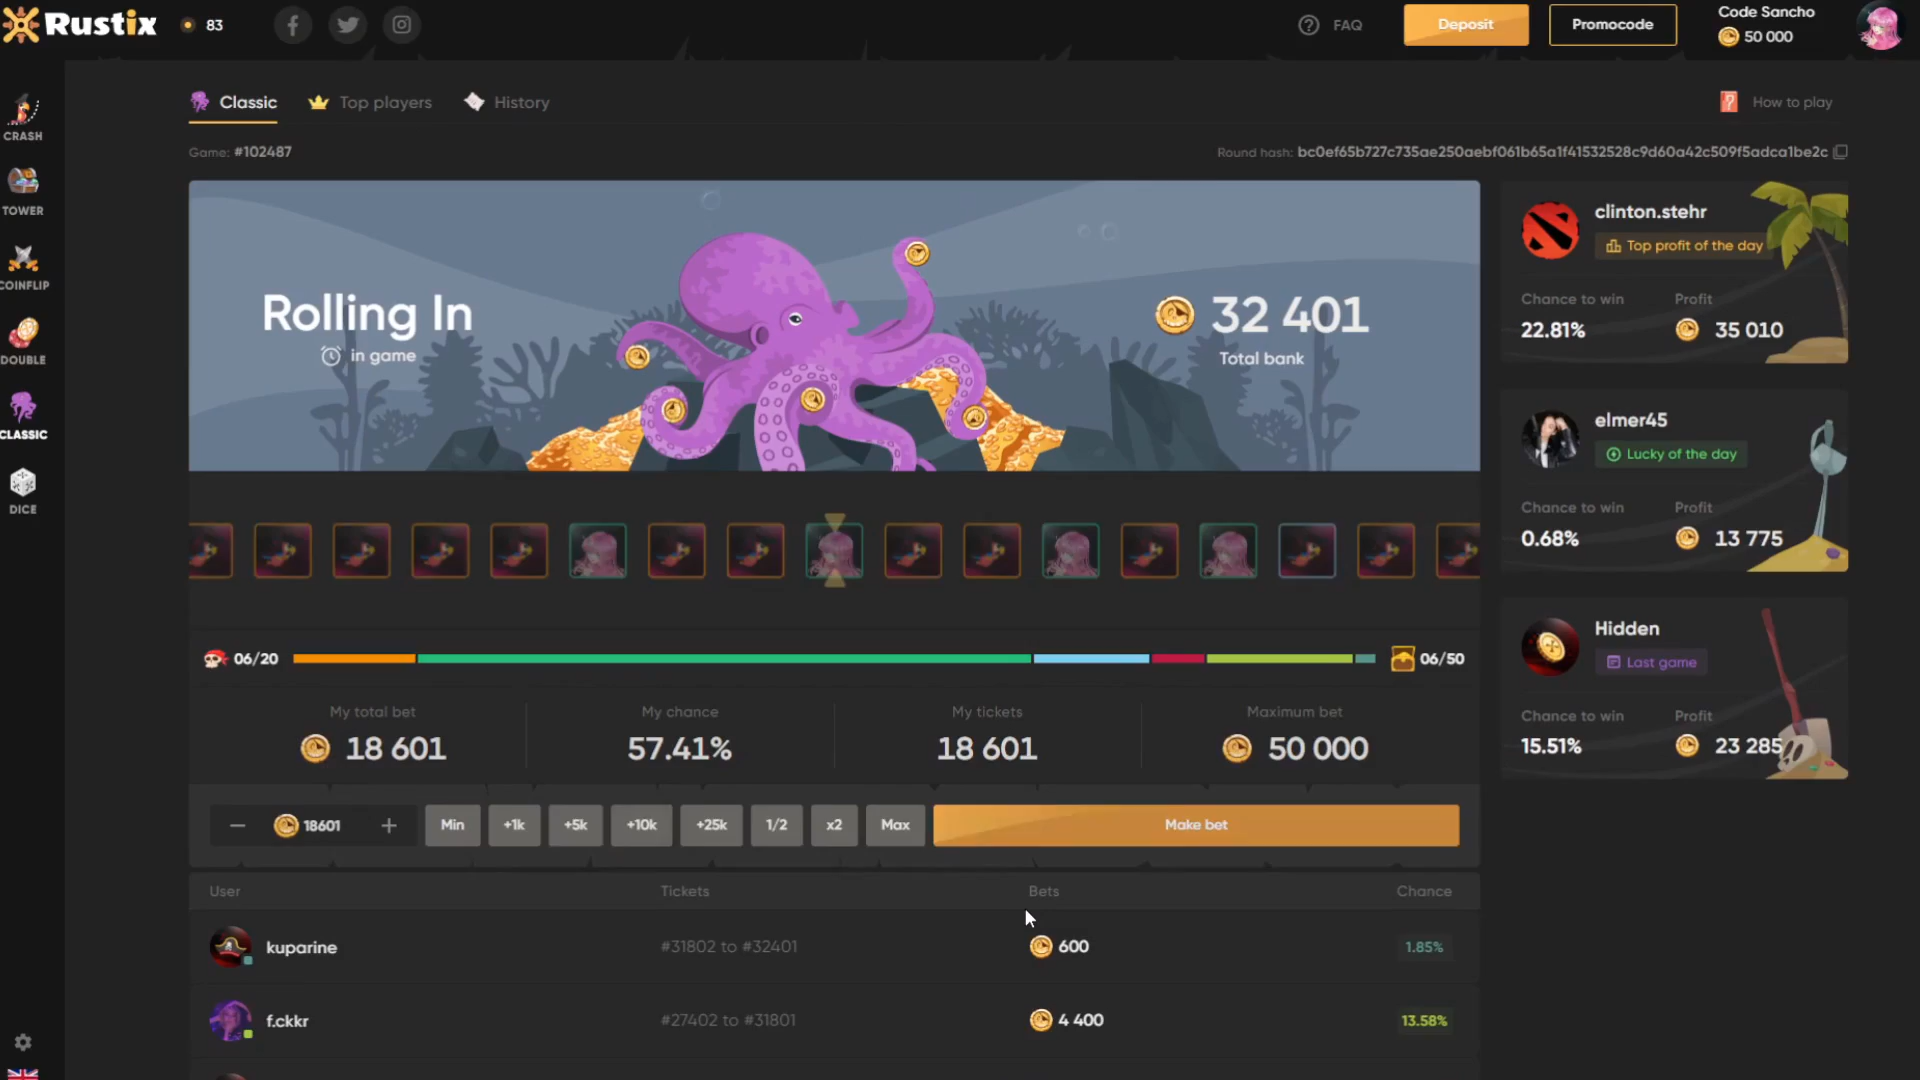 Rustix
83
FAQ
Deposit
Promocode
Code Sancho
50 000
CRASH
TOWER
COINFLIP
DOUBLE
CLASSIC
DICE
Classic
Top players
History
How to play
Game: #102487
Round hash: bc0ef65b727c735ae250aebf061b65a1f41532528c9d60a42c509f5adca1be2c
Rolling In
in game
32 401
Total bank
06/20
06/50
My total bet
18 601
My chance
57.41%
My tickets
18 601
Maximum bet
50 000
18601
Min
+1k
+5k
+10k
+25k
1/2
x2
Max
Make bet
User
Tickets
Bets
Chance
kuparine
#31802 to #32401
600
1.85%
f.ckkr
#27402 to #31801
4 400
13.58%
clinton.stehr
Top profit of the day
Chance to win
Profit
22.81%
35 010
elmer45
Lucky of the day
Chance to win
Profit
0.68%
13 775
Hidden
Last game
Chance to win
Profit
15.51%
23 285